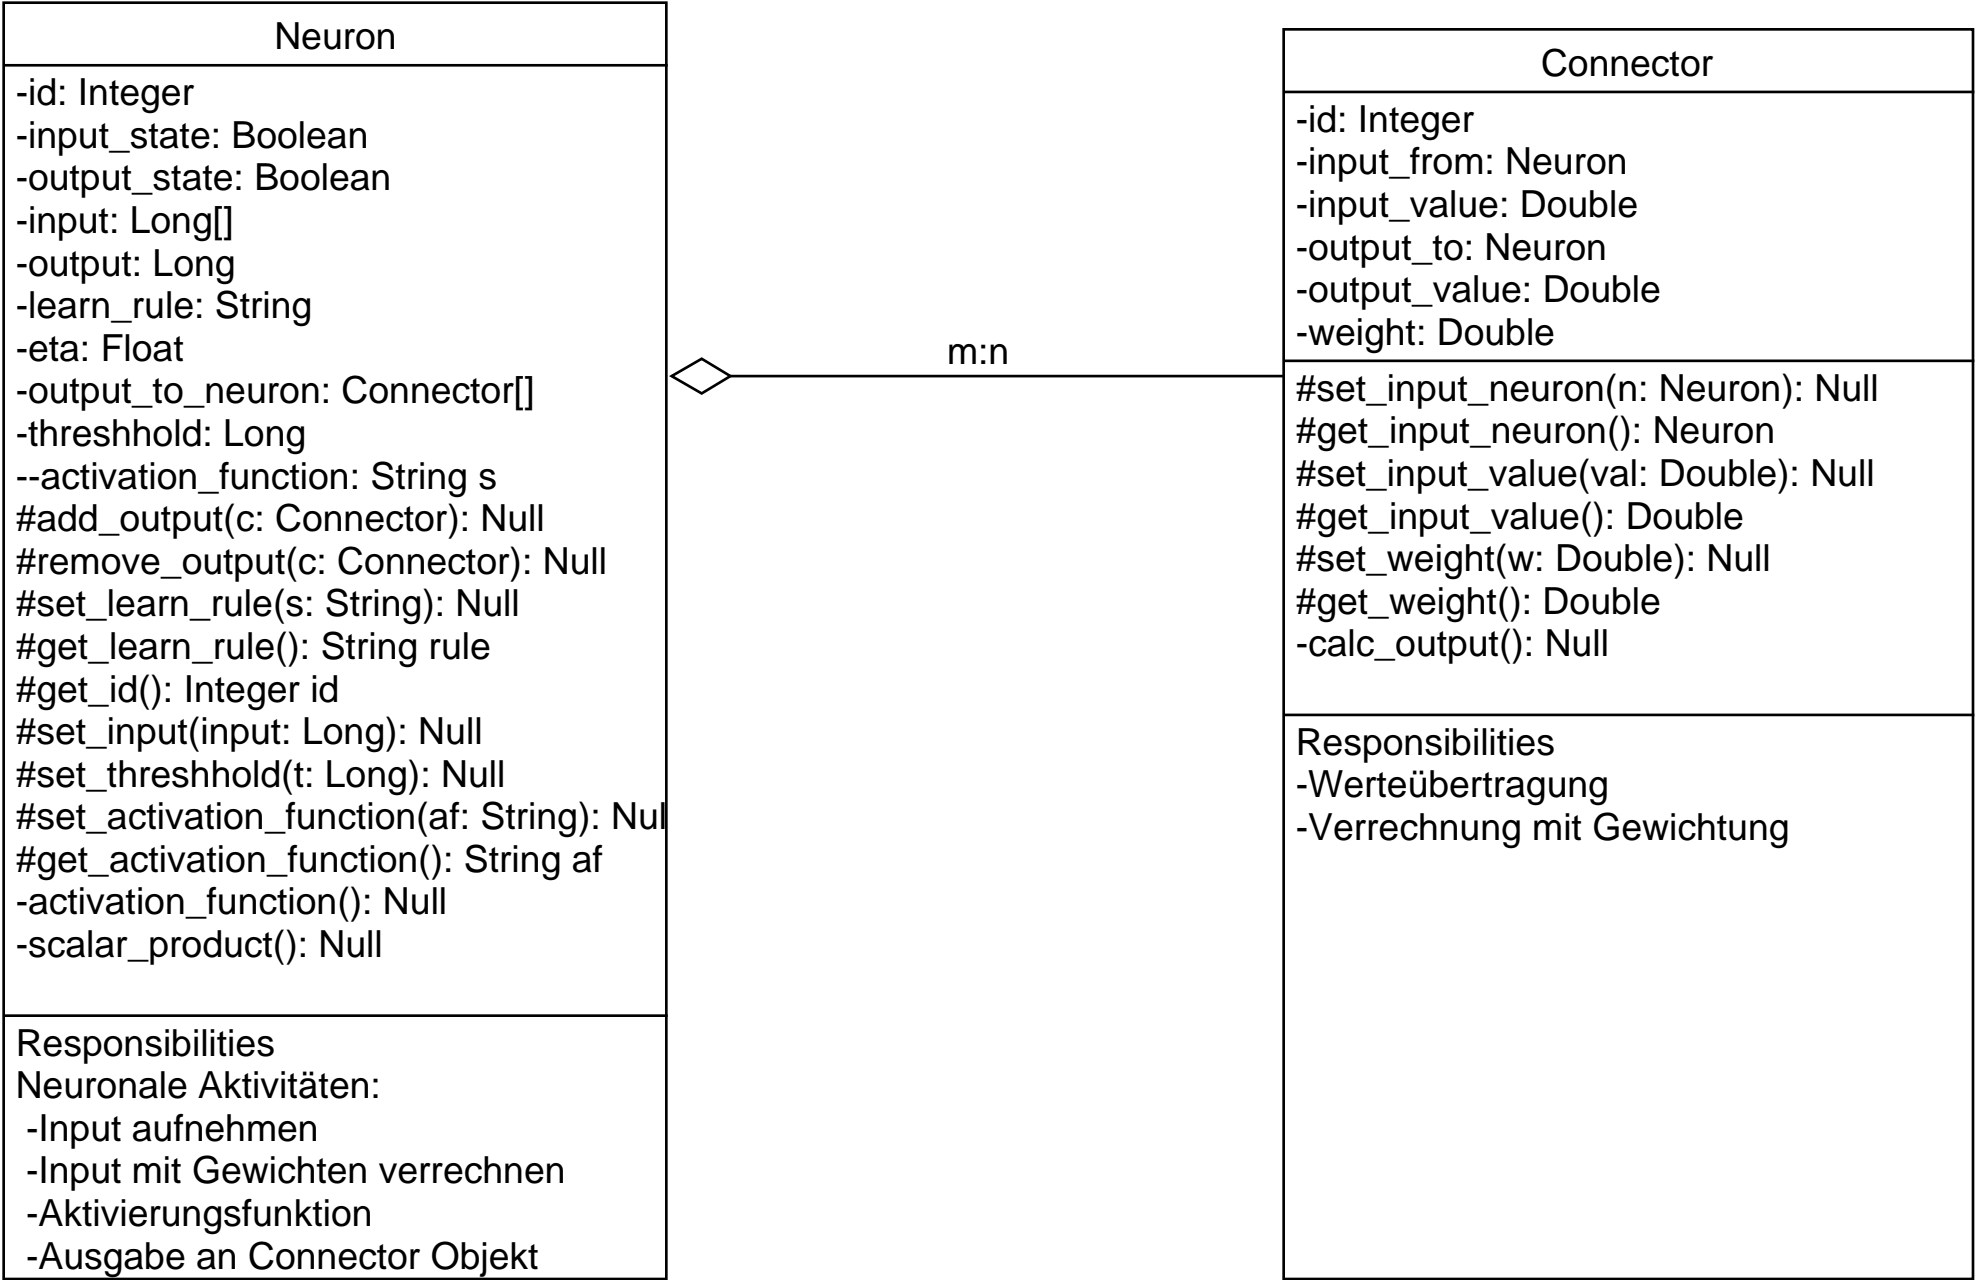 Neuron
-id: Integer
-input_state: Boolean
-output_state: Boolean
-input: Long[]
-output: Long
-learn_rule: String
-eta: Float
-output_to_neuron: Connector[]
-threshhold: Long
--activation_function: String s
#add_output(c: Connector): Null
#remove_output(c: Connector): Null
#set_learn_rule(s: String): Null
#get_learn_rule(): String rule
#get_id(): Integer id
#set_input(input: Long): Null
#set_threshhold(t: Long): Null
#set_activation_function(af: String): Nul
#get_activation_function(): String af
-activation_function(): Null
-scalar_product(): Null
Responsibilities
Neuronale Aktivitäten:
-Input aufnehmen
-Input mit Gewichten verrechnen
-Aktivierungsfunktion
-Ausgabe an Connector Objekt
m:n
Connector
-id: Integer
-input_from: Neuron
-input_value: Double
-output_to: Neuron
-output_value: Double
-weight: Double
#set_input_neuron(n: Neuron): Null
#get_input_neuron(): Neuron
#set_input_value(val: Double): Null
#get_input_value(): Double
#set_weight(w: Double): Null
#get_weight(): Double
-calc_output(): Null
Responsibilities
-Werteübertragung
-Verrechnung mit Gewichtung